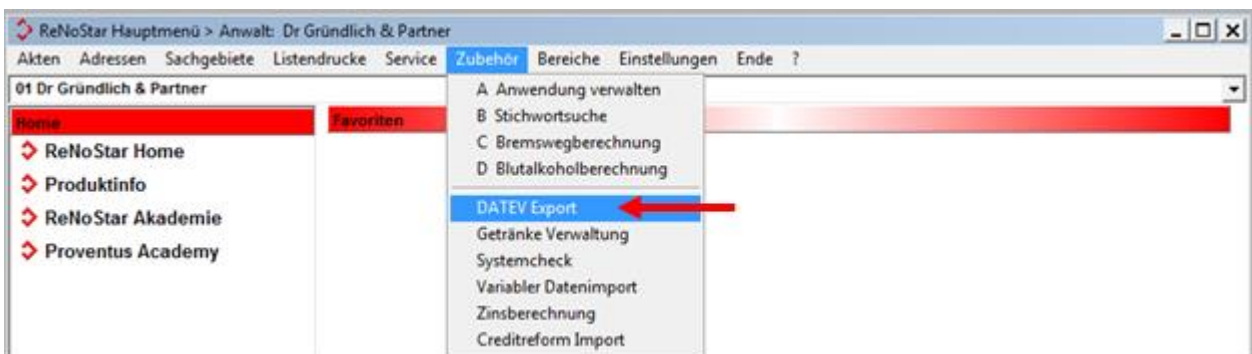 ReNoStar Hauptmenü > Anwalt: Dr Gründlich & Partner
Akten Adressen Sachgebiete Listendrucke Service Zubehör Bereiche Einstellungen Ende ?
01 Dr Gründlich & Partner
Home
Favoriten
ReNoStar Home
Produktinfo
ReNoStar Akademie
Proventus Academy
A Anwendung verwalten
B Stichwortsuche
C Bremswegberechnung
D Blutalkoholberechnung
DATEV Export
Getränke Verwaltung
Systemcheck
Variabler Datenimport
Zinsberechnung
Creditreform Import